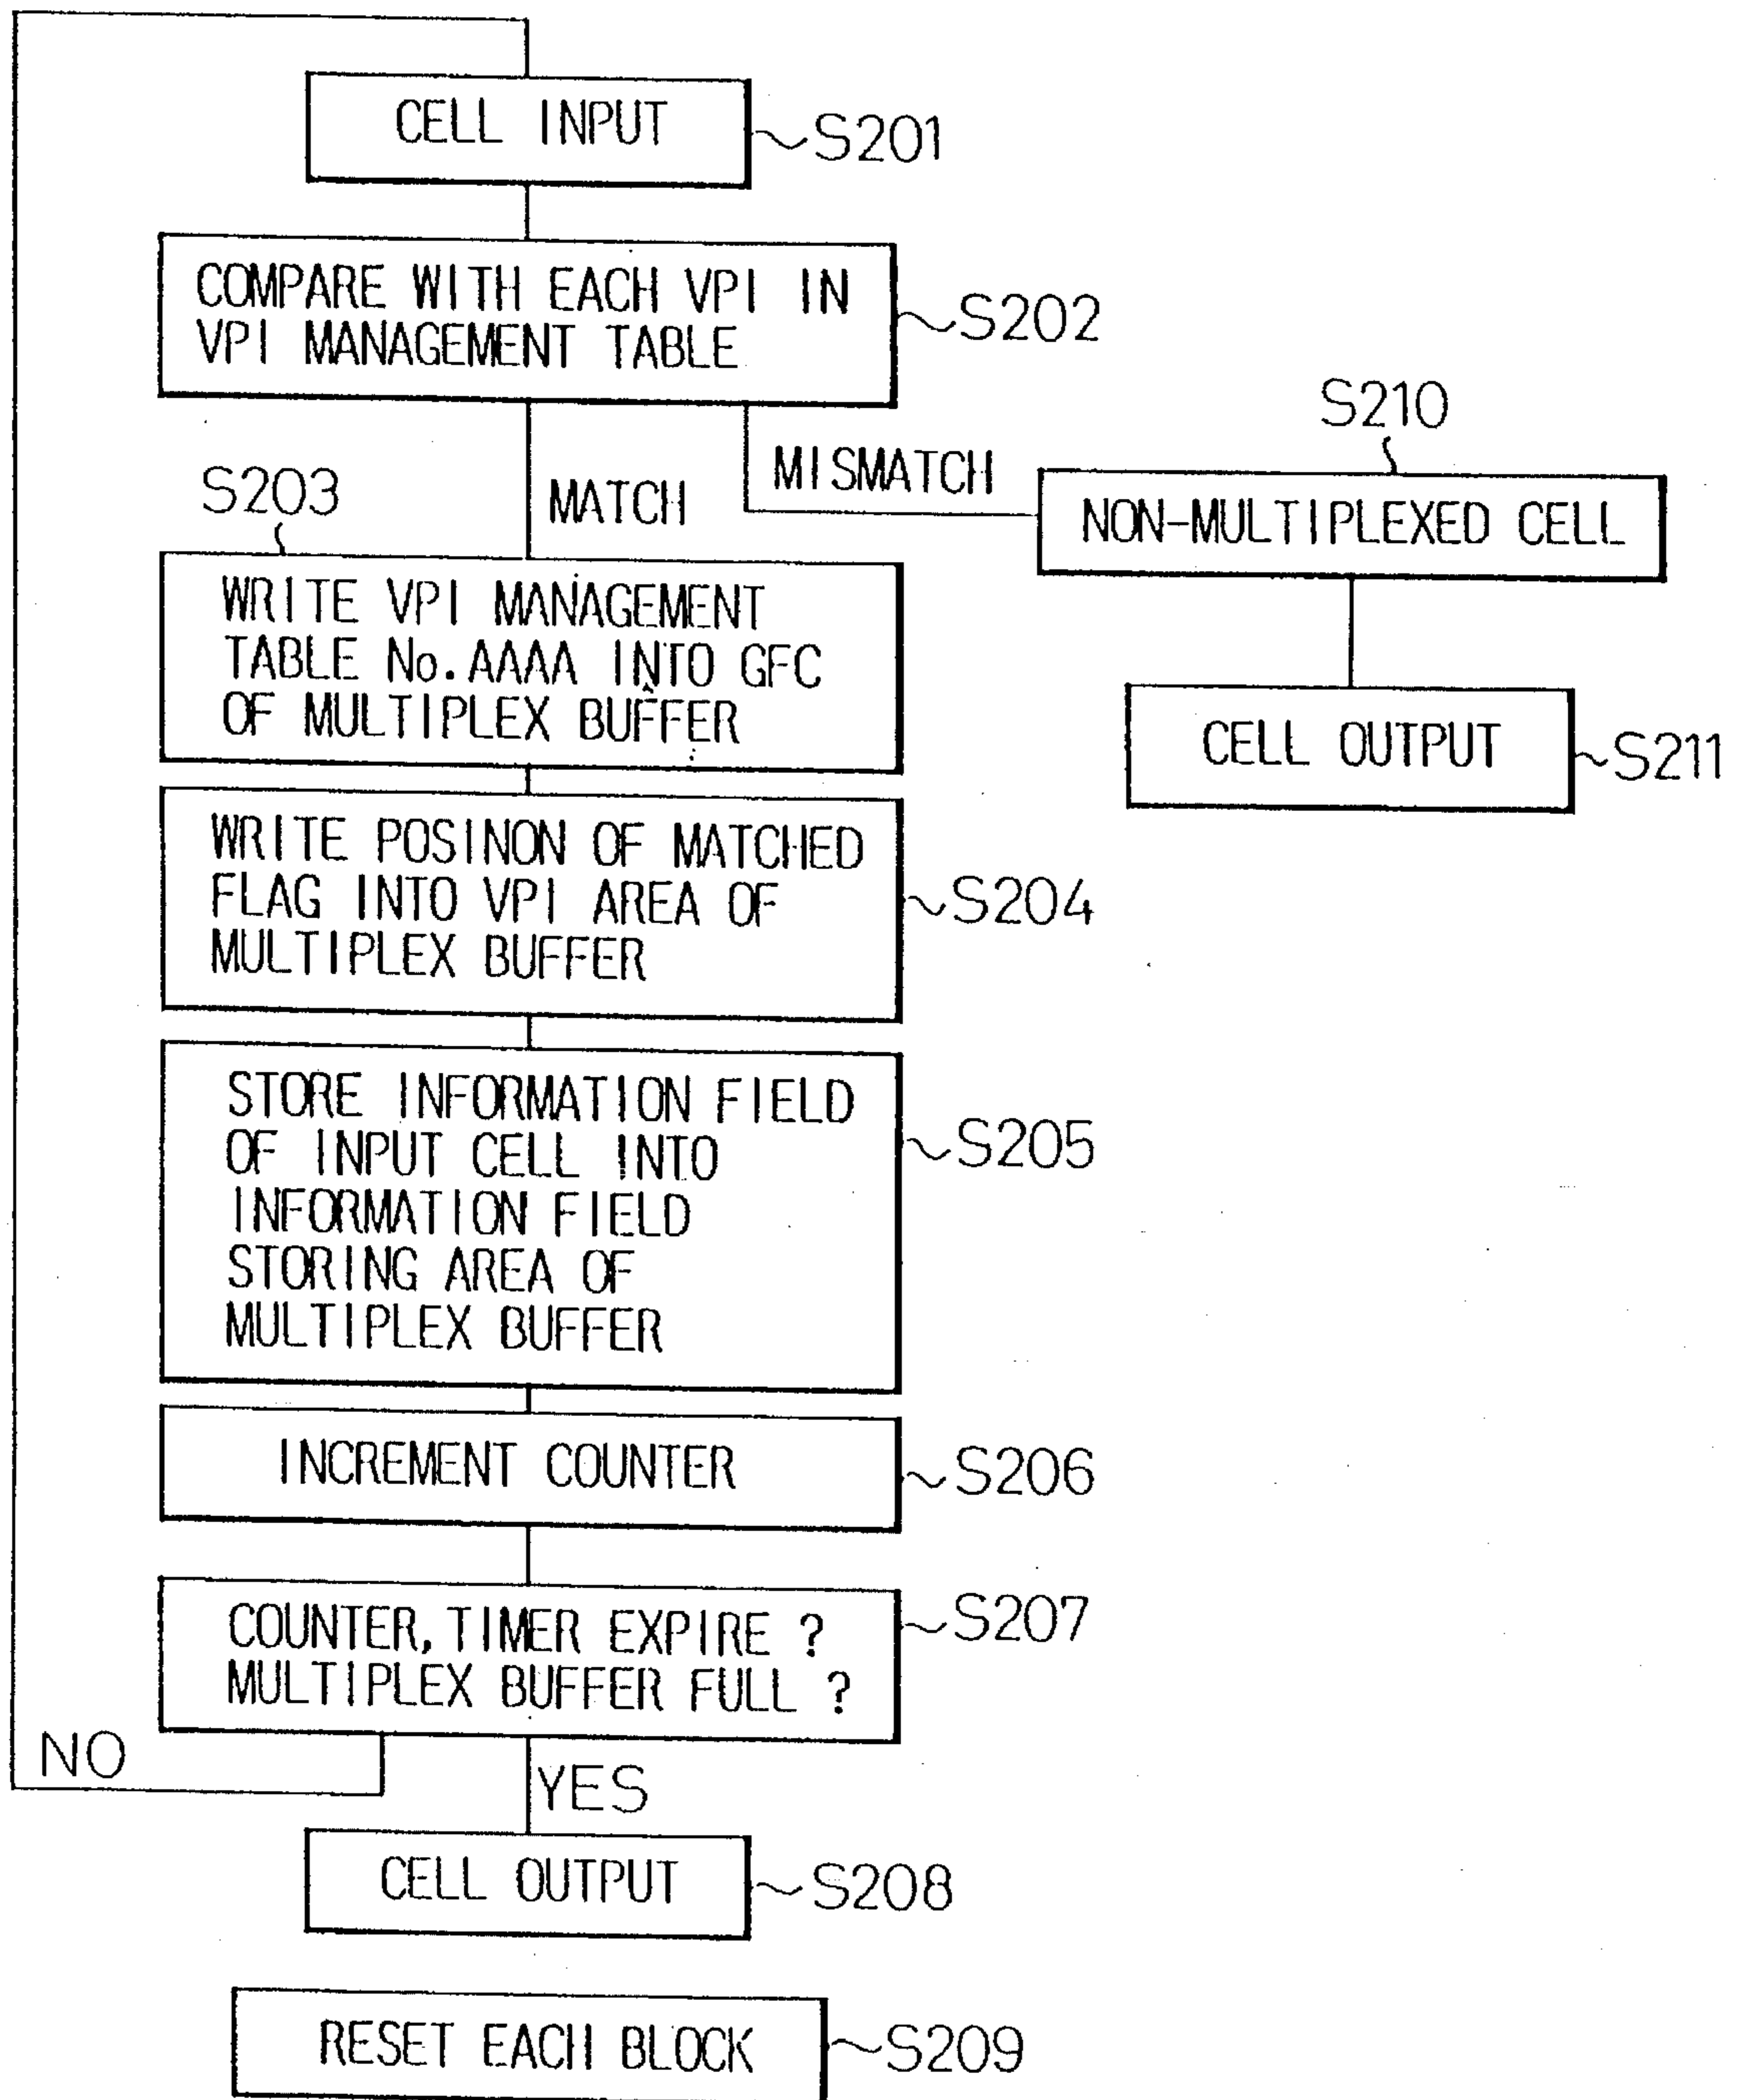 CELL INPUT
S201
COMPARE WITH EACH VPI IN
VPI MANAGEMENT TABLE
S202
S210
MISMATCH
S203
MATCH
NON-MULTIPLEXED CELL
WRITE VPI MANAGEMENT
TABLE No. AAAA INTO GFC
OF MULTIPLEX BUFFER
CELL OUTPUT
S211
WRITE POSINON OF MATCHED
FLAG INTO VPI AREA OF
MULTIPLEX BUFFER
S204
STORE INFORMATION FIELD
OF INPUT CELL INTO
INFORMATION FIELD
STORING AREA OF
MULTIPLEX BUFFER
S205
INCREMENT COUNTER
S206
COUNTER, TIMER EXPIRE ?
MULTIPLEX BUFFER FULL ?
S207
NO
YES
CELL OUTPUT
S208
RESET EACH BLOCK
S209